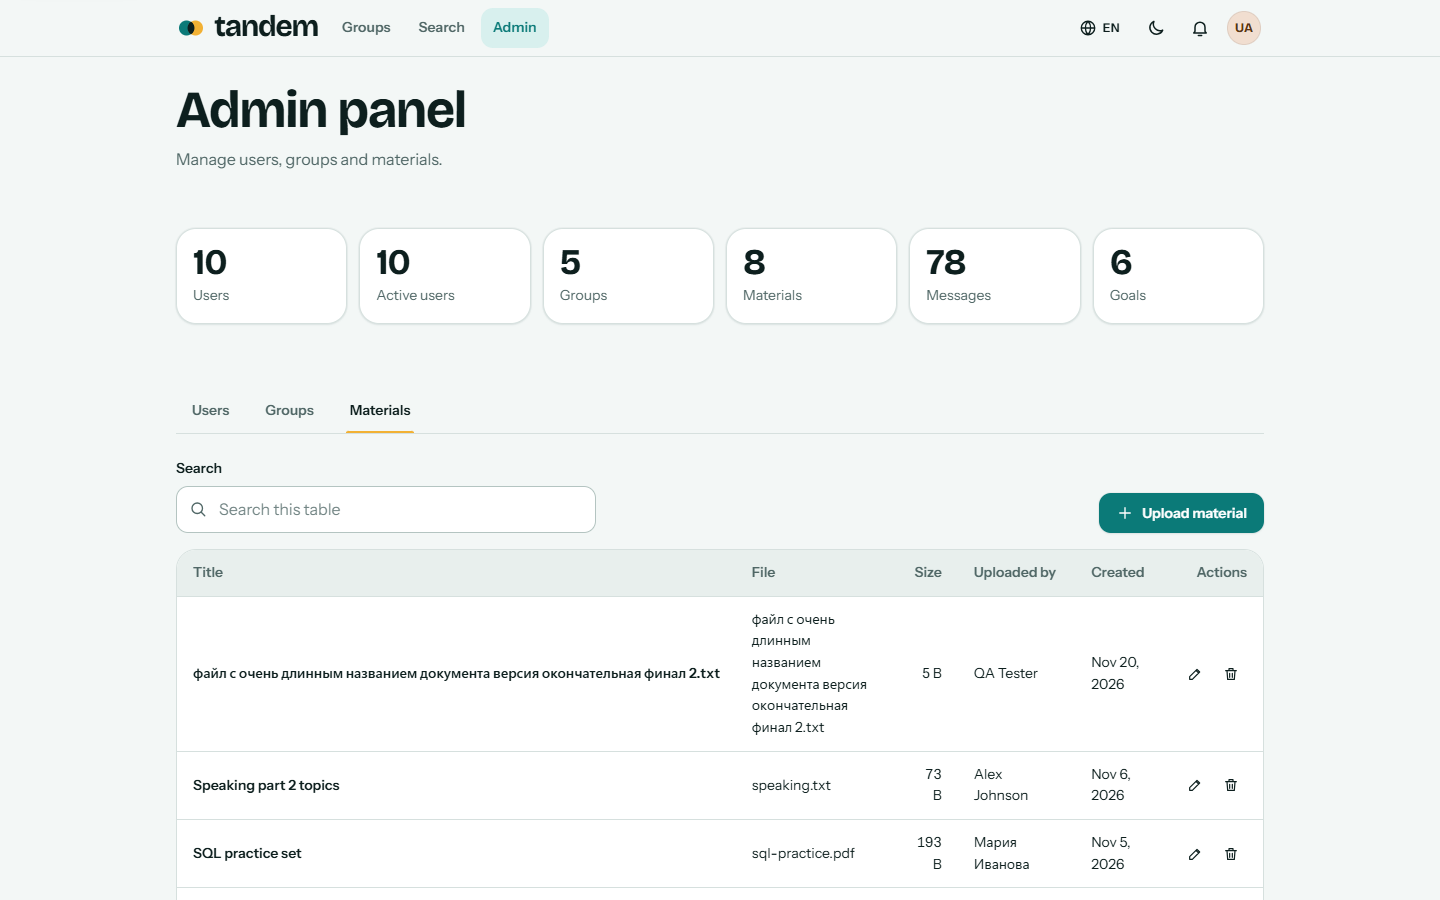 tandem Groups Search Admin EN UA
Admin panel
Manage users, groups and materials.
10 10 5 8 78 6
Users Active users Groups Materials Messages Goals
Users Groups Materials
Search
Search this table
Upload material
Title File Size Uploaded by Created Actions
файл с очень длинным названием документа версия окончательная финал 2.txt
файл с очень
длинным
названием
документа версия
окончательная
финал 2.txt
5 B
QA Tester
Nov 20,
2026
Speaking part 2 topics
speaking.txt
73
B
Alex
Johnson
Nov 6,
2026
SQL practice set
sql-practice.pdf
193
B
Мария
Иванова
Nov 5,
2026